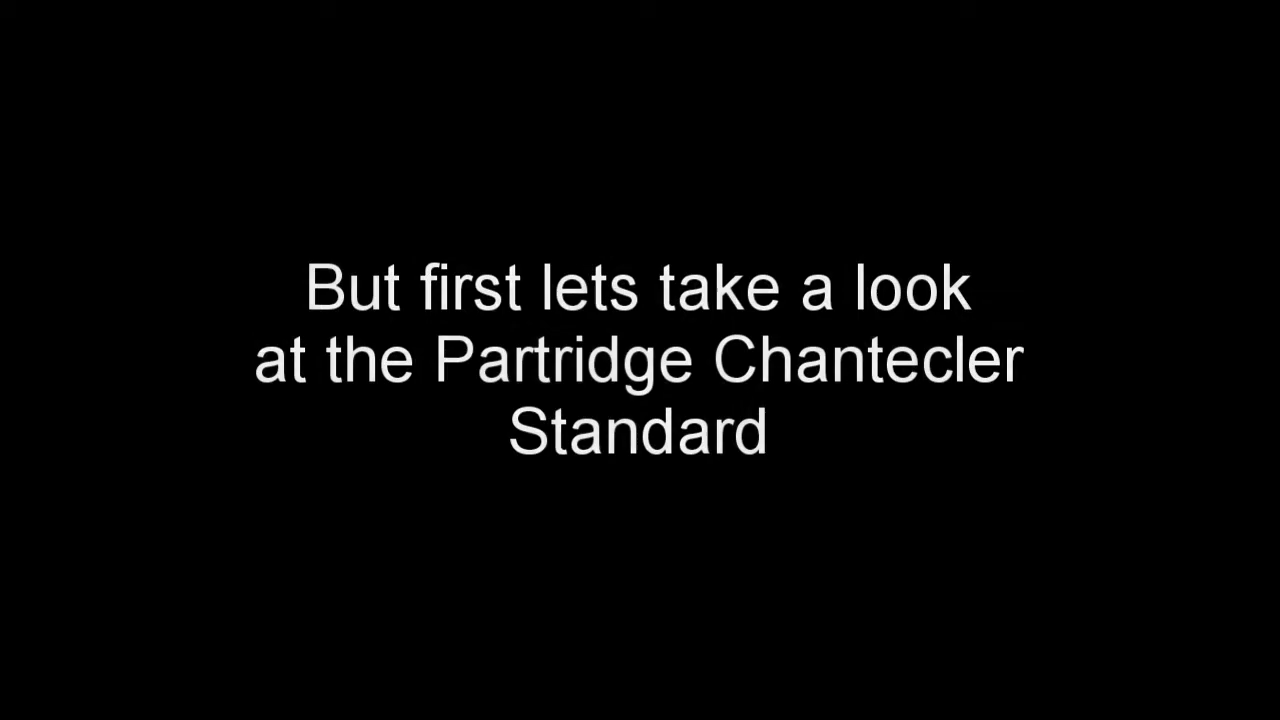 But first lets take a look
at the Partridge Chantecler
Standard